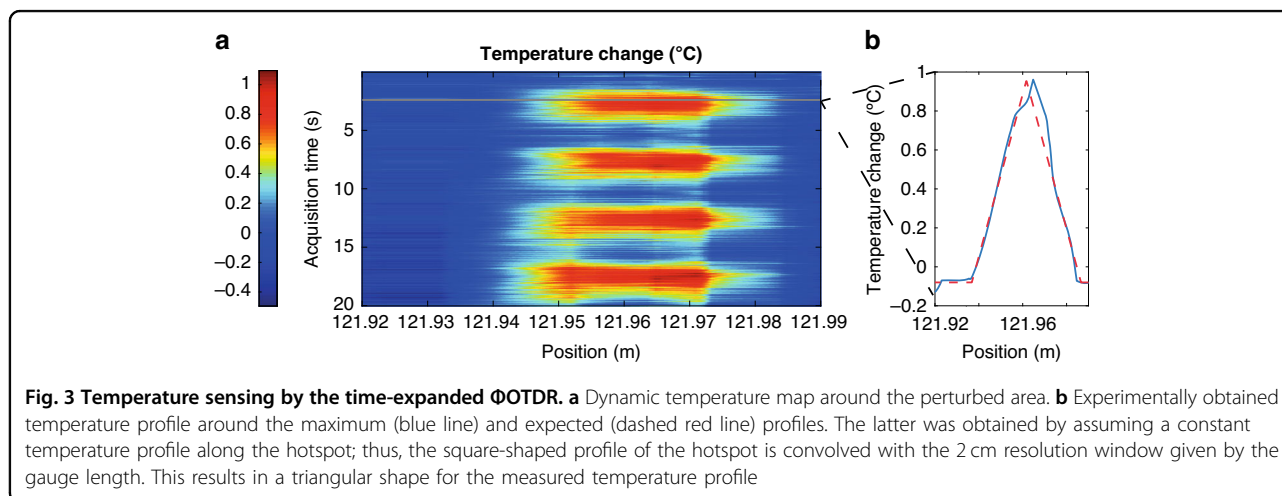 a
b
Temperature change (°C)
1
0.8
0.6
0.4
0.2
0
−0.2
−0.4
Acquisition time (s)
5
10
15
20
121.92 121.93 121.94 121.95 121.96 121.97 121.98 121.99
Position (m)
Temperature change (°C)
1
0.8
0.6
0.4
0.2
0
−0.2
121.92 121.96
Position (m)
Fig. 3 Temperature sensing by the time-expanded ΦOTDR. a Dynamic temperature map around the perturbed area. b Experimentally obtained
temperature profile around the maximum (blue line) and expected (dashed red line) profiles. The latter was obtained by assuming a constant
temperature profile along the hotspot; thus, the square-shaped profile of the hotspot is convolved with the 2 cm resolution window given by the
gauge length. This results in a triangular shape for the measured temperature profile